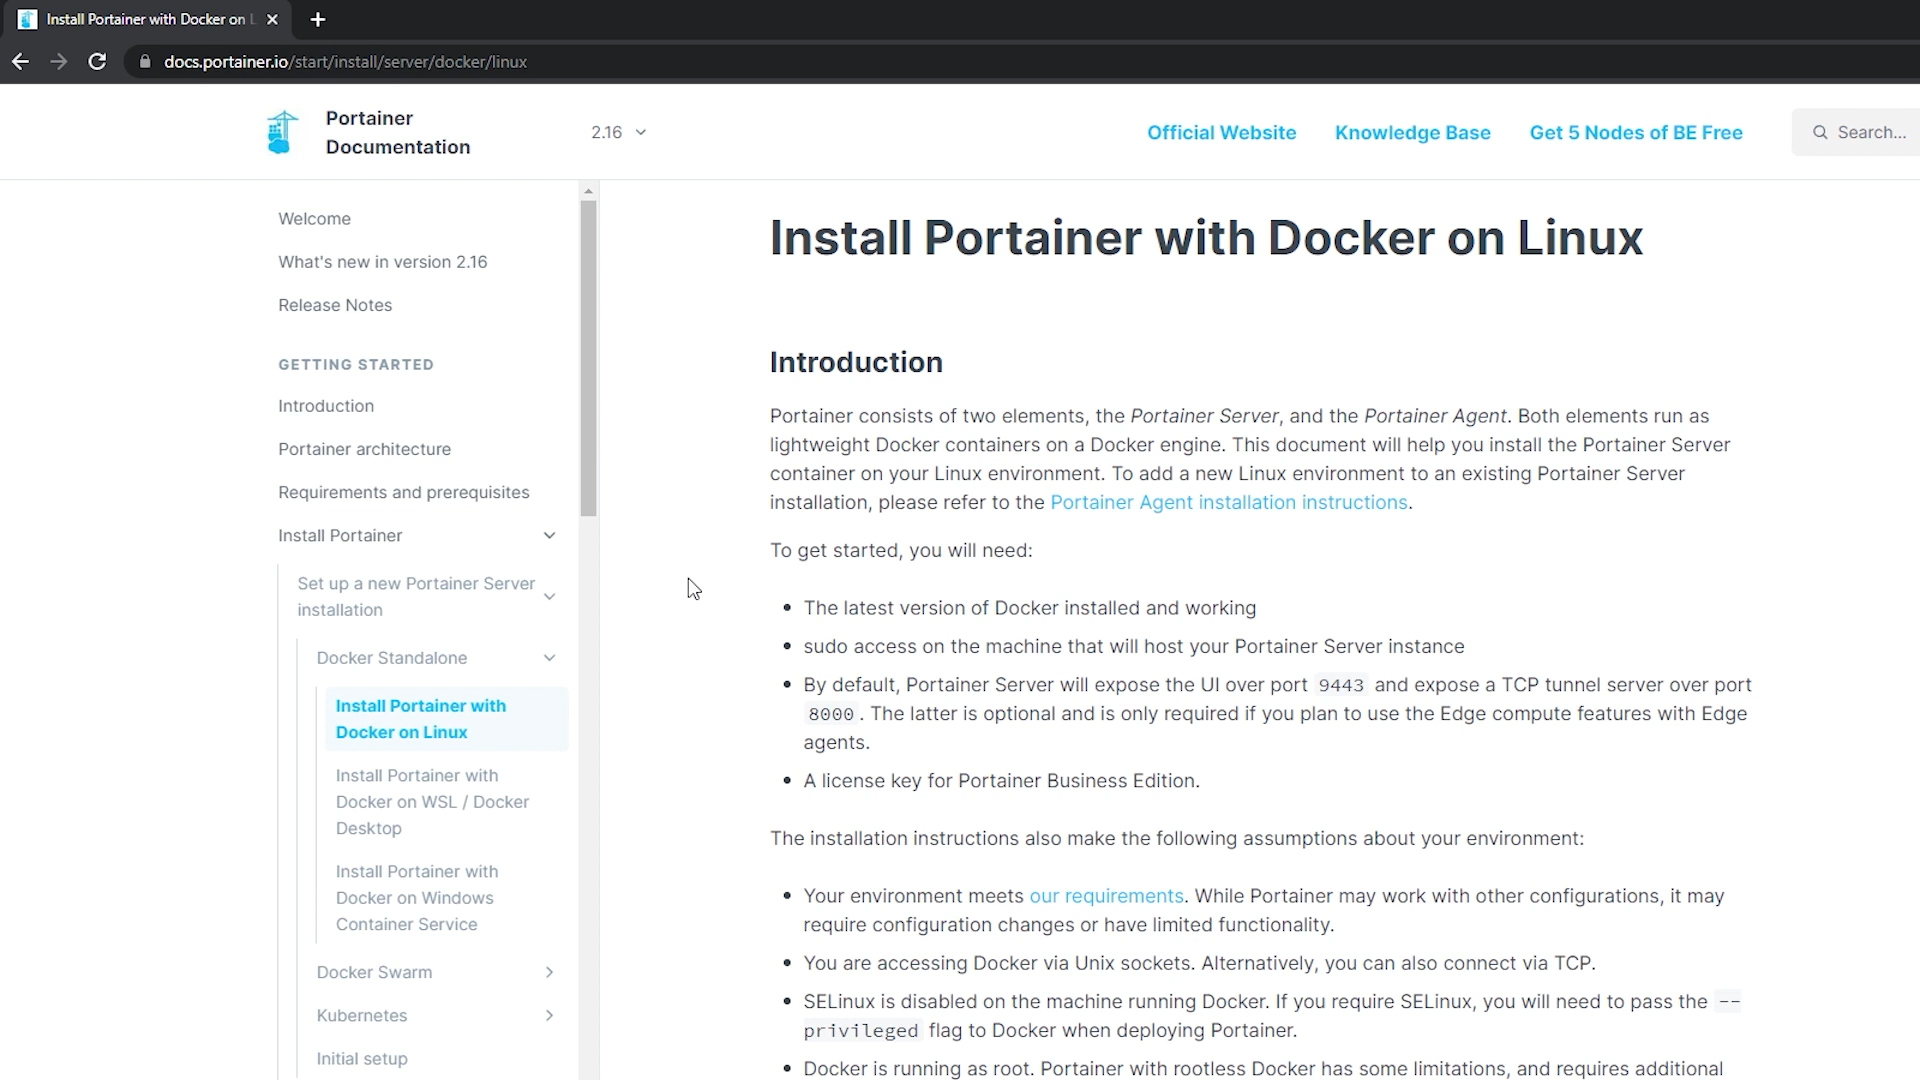 Install Portainer with Docker on L
docs.portainer.io/start/install/server/docker/linux
Portainer
Documentation
2.16
Official Website
Knowledge Base
Get 5 Nodes of BE Free
Search...
Welcome
What's new in version 2.16
Release Notes
GETTING STARTED
Introduction
Portainer architecture
Requirements and prerequisites
Install Portainer
Set up a new Portainer Server
installation
Docker Standalone
Install Portainer with
Docker on Linux
Install Portainer with
Docker on WSL / Docker
Desktop
Install Portainer with
Docker on Windows
Container Service
Docker Swarm
Kubernetes
Initial setup
Install Portainer with Docker on Linux
Introduction
Portainer consists of two elements, the Portainer Server, and the Portainer Agent. Both elements run as
lightweight Docker containers on a Docker engine. This document will help you install the Portainer Server
container on your Linux environment. To add a new Linux environment to an existing Portainer Server
installation, please refer to the Portainer Agent installation instructions.
To get started, you will need:
• The latest version of Docker installed and working
• sudo access on the machine that will host your Portainer Server instance
• By default, Portainer Server will expose the UI over port 9443 and expose a TCP tunnel server over port
8000. The latter is optional and is only required if you plan to use the Edge compute features with Edge
agents.
• A license key for Portainer Business Edition.
The installation instructions also make the following assumptions about your environment:
• Your environment meets our requirements. While Portainer may work with other configurations, it may
require configuration changes or have limited functionality.
• You are accessing Docker via Unix sockets. Alternatively, you can also connect via TCP.
• SELinux is disabled on the machine running Docker. If you require SELinux, you will need to pass the --
privileged flag to Docker when deploying Portainer.
• Docker is running as root. Portainer with rootless Docker has some limitations, and requires additional